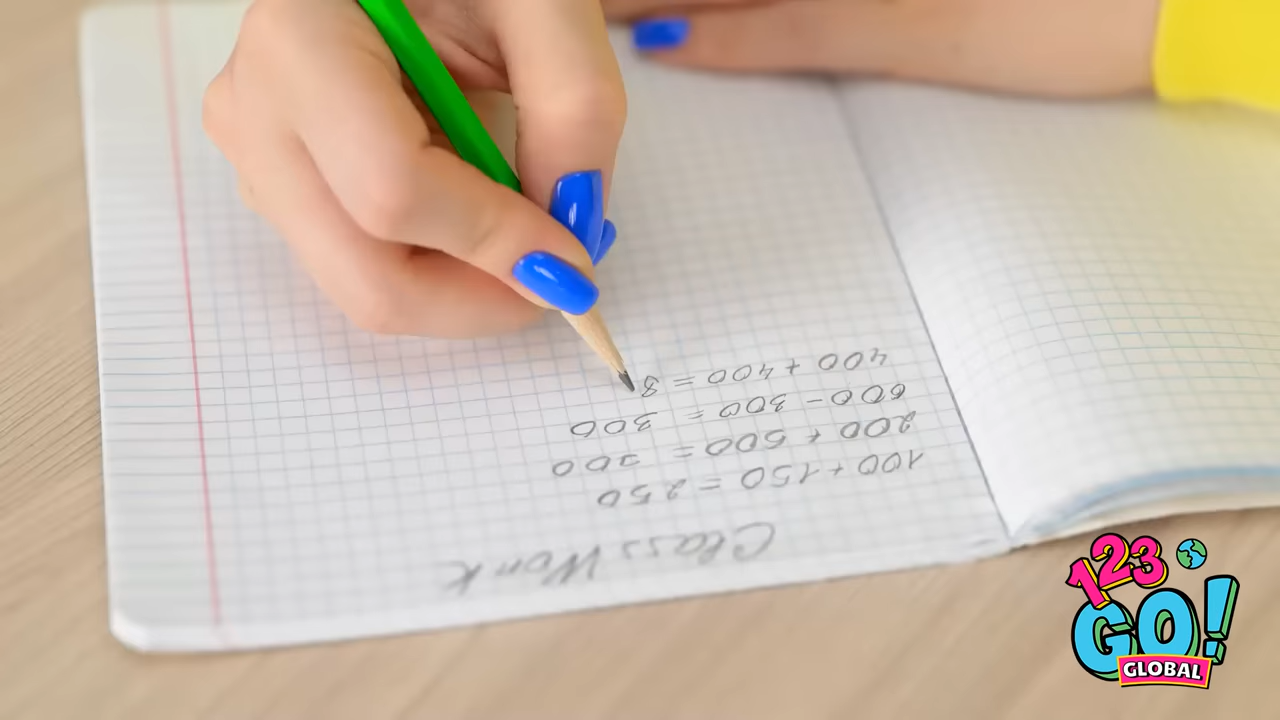 Class Work
100 + 150 = 250
200 + 500 = 700
600 - 300 = 300
400 + 400 = 8
123
GO!
GLOBAL